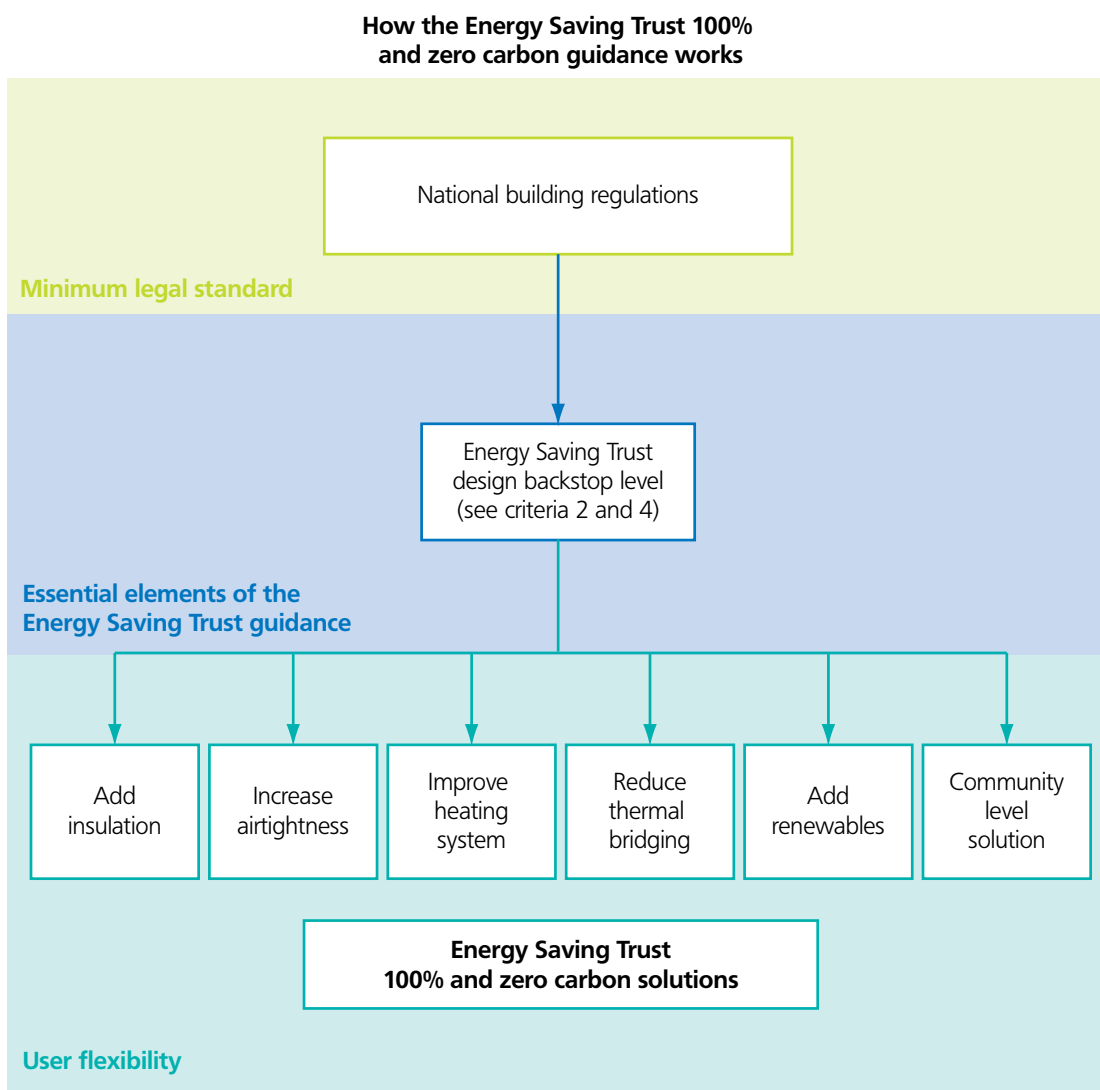 How the Energy Saving Trust 100%
and zero carbon guidance works
National building regulations
Minimum legal standard
Energy Saving Trust
design backstop level
(see criteria 2 and 4)
Essential elements of the
Energy Saving Trust guidance
Add
insulation
Increase
airtightness
Improve
heating
system
Reduce
thermal
bridging
Add
renewables
Community
level
solution
Energy Saving Trust
100% and zero carbon solutions
User flexibility